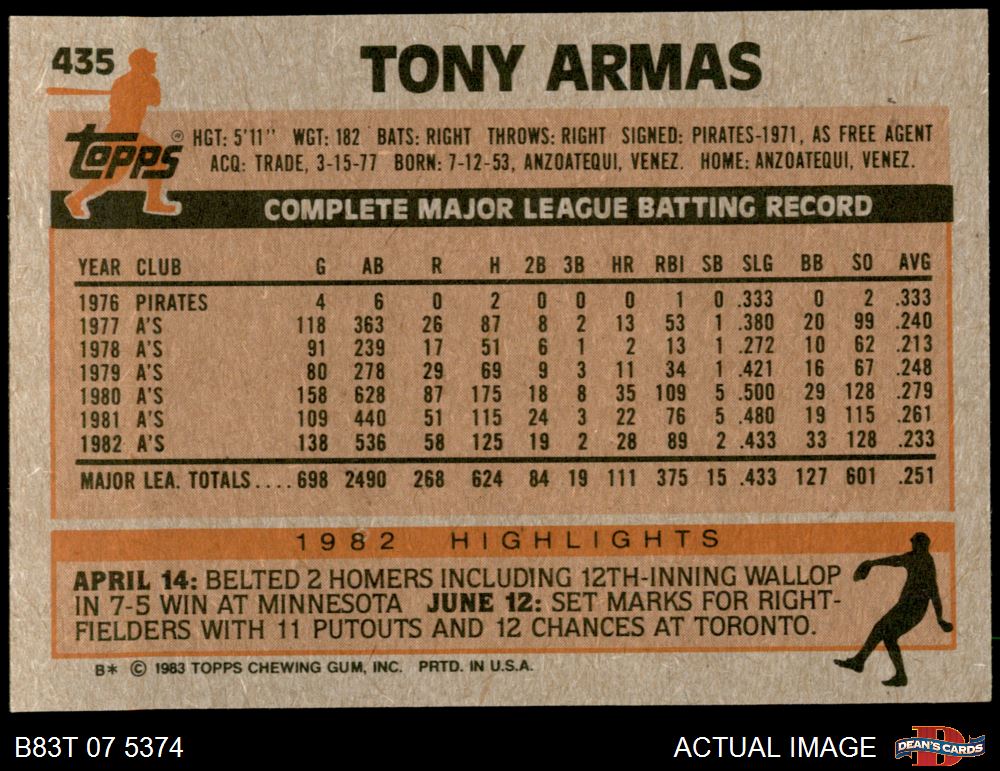 435
TONY ARMAS
topps ®
HGT: 5'11" WGT: 182 BATS: RIGHT THROWS: RIGHT SIGNED: PIRATES-1971, AS FREE AGENT
ACQ: TRADE, 3-15-77 BORN: 7-12-53, ANZOATEQUI, VENEZ. HOME: ANZOATEQUI, VENEZ.
COMPLETE MAJOR LEAGUE BATTING RECORD
YEAR CLUB G AB R H 2B 3B HR RBI SB SLG BB SO AVG
1976 PIRATES 4 6 0 2 0 0 0 1 0 .333 0 2 .333
1977 A'S 118 363 26 87 8 2 13 53 1 .380 20 99 .240
1978 A'S 91 239 17 51 6 1 2 13 1 .272 10 62 .213
1979 A'S 80 278 29 69 9 3 11 34 1 .421 16 67 .248
1980 A'S 158 628 87 175 18 8 35 109 5 .500 29 128 .279
1981 A'S 109 440 51 115 24 3 22 76 5 .480 19 115 .261
1982 A'S 138 536 58 125 19 2 28 89 2 .433 33 128 .233
MAJOR LEA. TOTALS....698 2490 268 624 84 19 111 375 15 .433 127 601 .251
1982 HIGHLIGHTS
APRIL 14: BELTED 2 HOMERS INCLUDING 12TH-INNING WALLOP
IN 7-5 WIN AT MINNESOTA JUNE 12: SET MARKS FOR RIGHT-
FIELDERS WITH 11 PUTOUTS AND 12 CHANCES AT TORONTO.
B* © 1983 TOPPS CHEWING GUM, INC. PRTD. IN U.S.A.
B83T 07 5374
ACTUAL IMAGE
D
DEAN'S CARDS